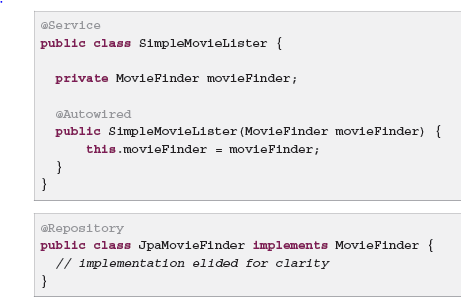 @Service
public class SimpleMovieLister {
private MovieFinder movieFinder;
@Autowired
public SimpleMovieLister(MovieFinder movieFinder) {
this.movieFinder = movieFinder;
}
}
@Repository
public class JpaMovieFinder implements MovieFinder {
// implementation elided for clarity
}